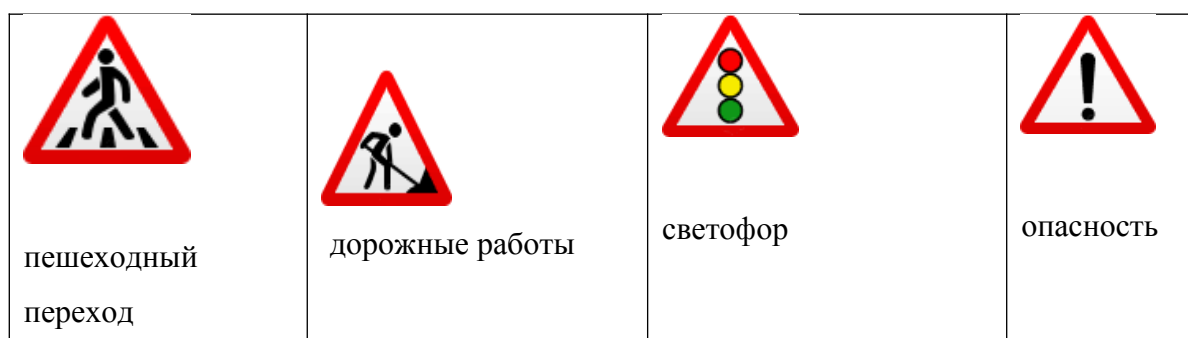 пешеходный
переход
дорожные работы
светофор
опасность